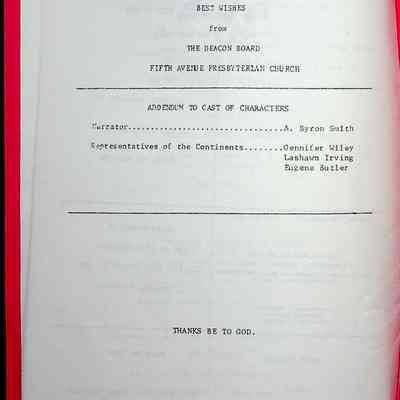 BEST WISHES
from
THE DEACON BOARD
FIFTH AVENUE PRESBYTERIAN CHURCH
ADDENDUM TO CAST OF CHARACTERS
Narrator................................A. Byron Smith
Representatives of the Continents........Jennifer Wiley
Lashawn Irving
Eugene Butler
THANKS BE TO GOD.